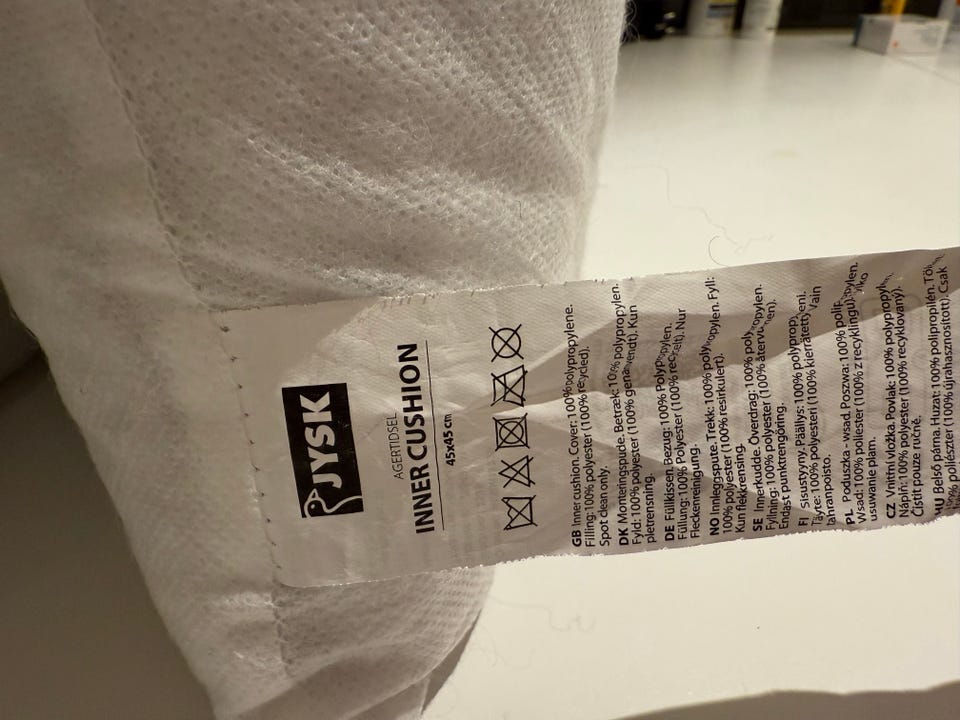 JYSK
AGERTIDSEL
INNER CUSHION
45x45 cm
GB Inner cushion. Cover: 100% polypropylene.
Filling: 100% polyester (100% recycled).
Spot clean only.
DK Monteringspude. Betræk: 100% polypropylen.
Fyld: 100% polyester (100% genanvendt). Kun
pletrensning.
DE Füllkissen. Bezug: 100% Polypropylen.
Füllung: 100% Polyester (100% recycelt). Nur
Fleckenreinigung.
NO Innleggspute. Trekk: 100% polypropylen. Fyll:
100% polyester (100% resirkulert).
Kun flekkrensing.
SE Innerkudde. Överdrag: 100% polypropylen.
Fyllning: 100% polyester (100% återvunnen).
Endast punktrengöring.
FI Sisustyyny. Päällys: 100% polypropyleeni.
Täyte: 100% polyesteri (100% kierrätetty). Vain
tahranpoisto.
PL Poduszka - wsad. Poszwa: 100% polipropylen.
Wsad: 100% poliester (100% z recyklingu). Tylko
usuwanie plam.
CZ Vnitřní vložka. Povlak: 100% polypropylen.
Náplň: 100% polyester (100% recyklovaný).
Čistit pouze ručně.
HU Belső párna. Huzat: 100% polipropilén. Töltő
100% poliészter (100% újrahasznosított). Csak